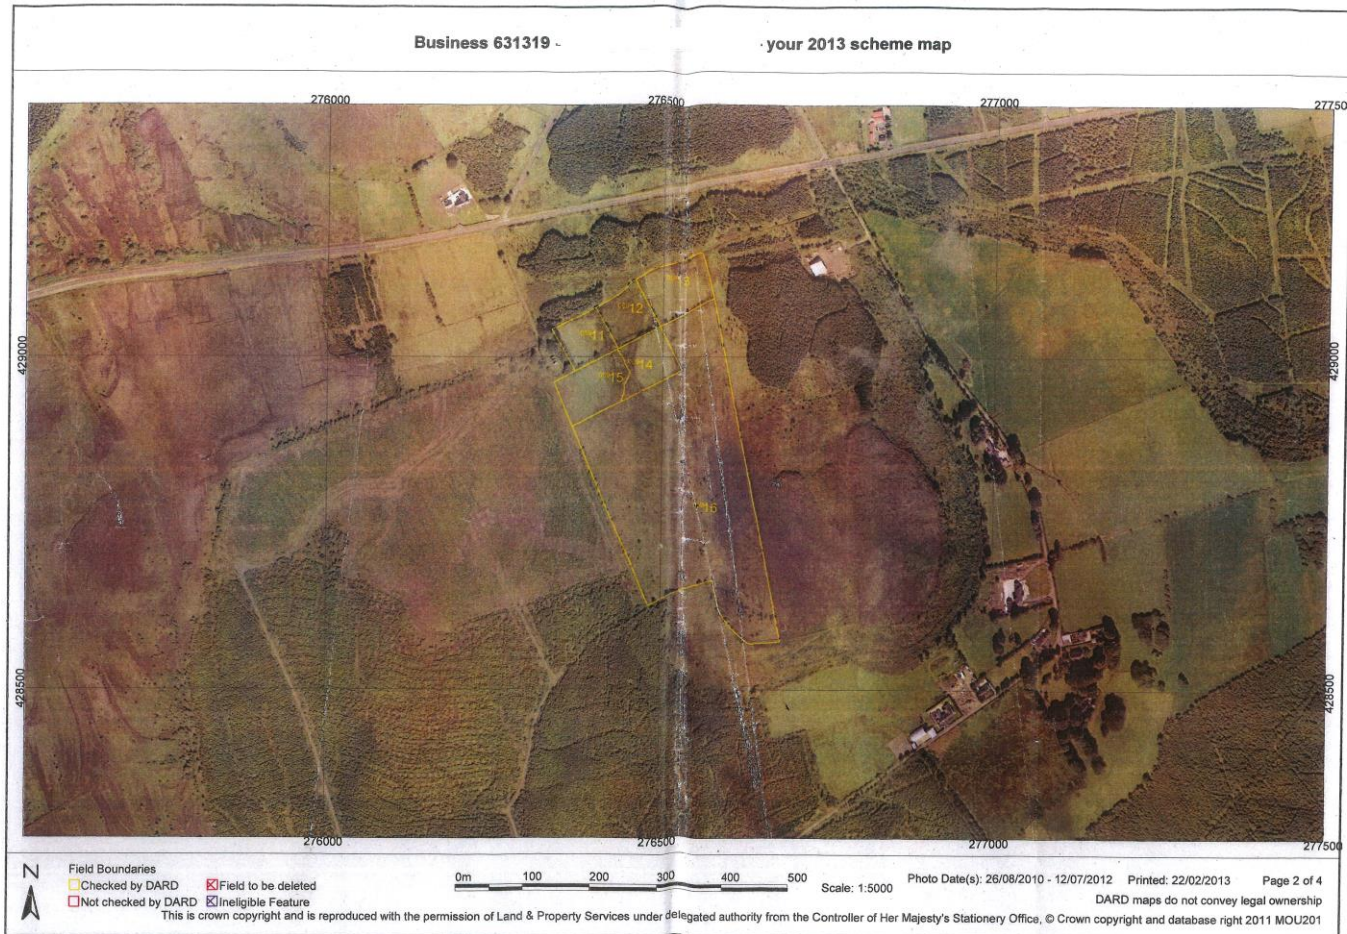 Business 631319 - your 2013 scheme map
276000 276500 277000 277500
429000 429000
13
12
11
14
15
16
428500 428500
276000 276500 277000 277500
N
Field Boundaries
Checked by DARD Field to be deleted
Not checked by DARD Ineligible Feature
0m 100 200 300 400 500
Scale: 1:5000
Photo Date(s): 26/08/2010 - 12/07/2012 Printed: 22/02/2013 Page 2 of 4
DARD maps do not convey legal ownership
This is crown copyright and is reproduced with the permission of Land & Property Services under delegated authority from the Controller of Her Majesty's Stationery Office, © Crown copyright and database right 2011 MOU201